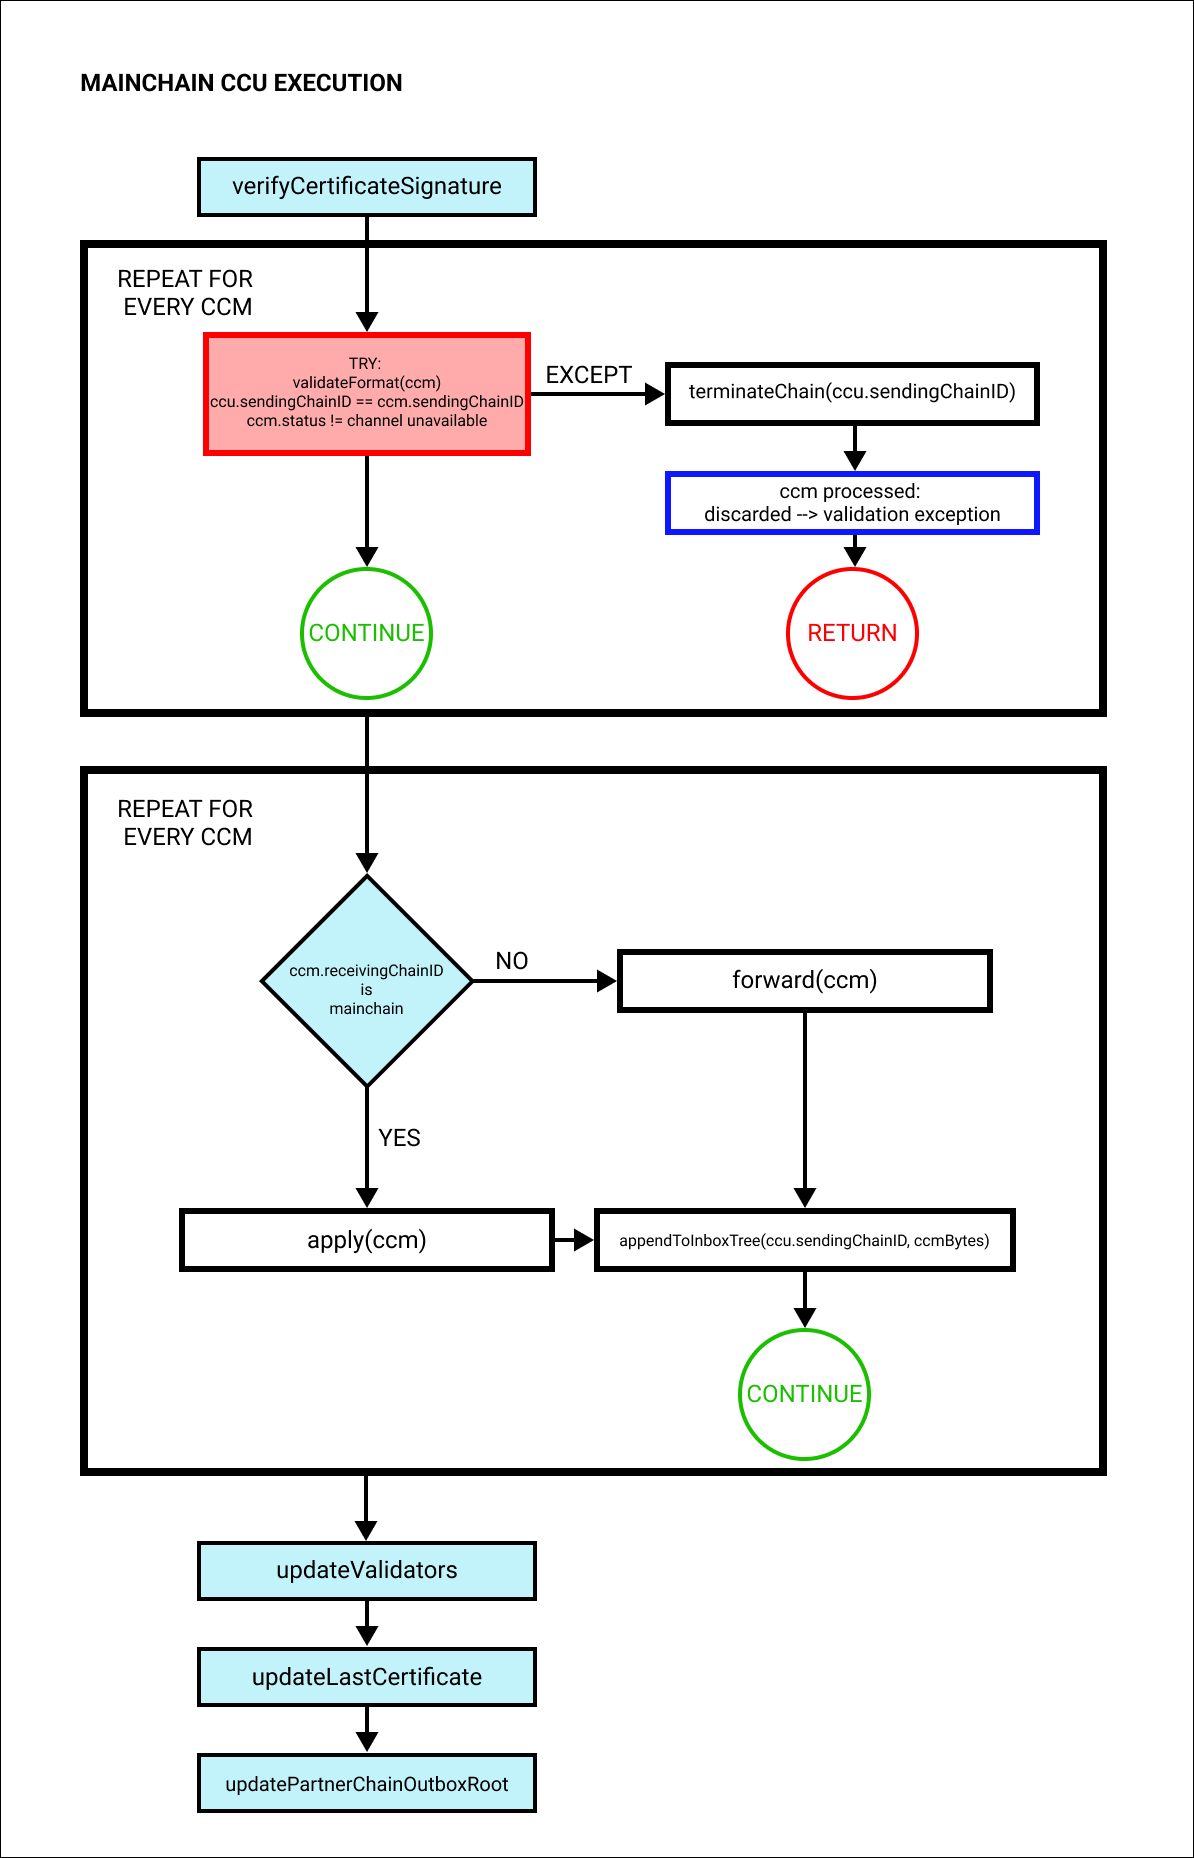 MAINCHAIN CCU EXECUTION
verifyCertificateSignature
REPEAT FOR
EVERY CCM
TRY:
validateFormat(ccm)
ccu.sendingChainID == ccm.sendingChainID
ccm.status != channel unavailable
EXCEPT
terminateChain(ccu.sendingChainID)
ccm processed:
discarded --> validation exception
CONTINUE
RETURN
REPEAT FOR
EVERY CCM
ccm.receivingChainID
is
mainchain
NO
forward(ccm)
YES
apply(ccm)
appendToInboxTree(ccu.sendingChainID, ccmBytes)
CONTINUE
updateValidators
updateLastCertificate
updatePartnerChainOutboxRoot